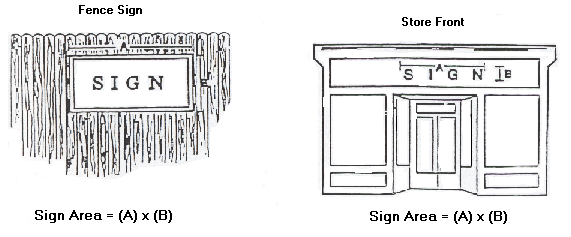 Fence Sign
A
B
SIGN
Sign Area = (A) x (B)
Store Front
A
SIGN
B
Sign Area = (A) x (B)